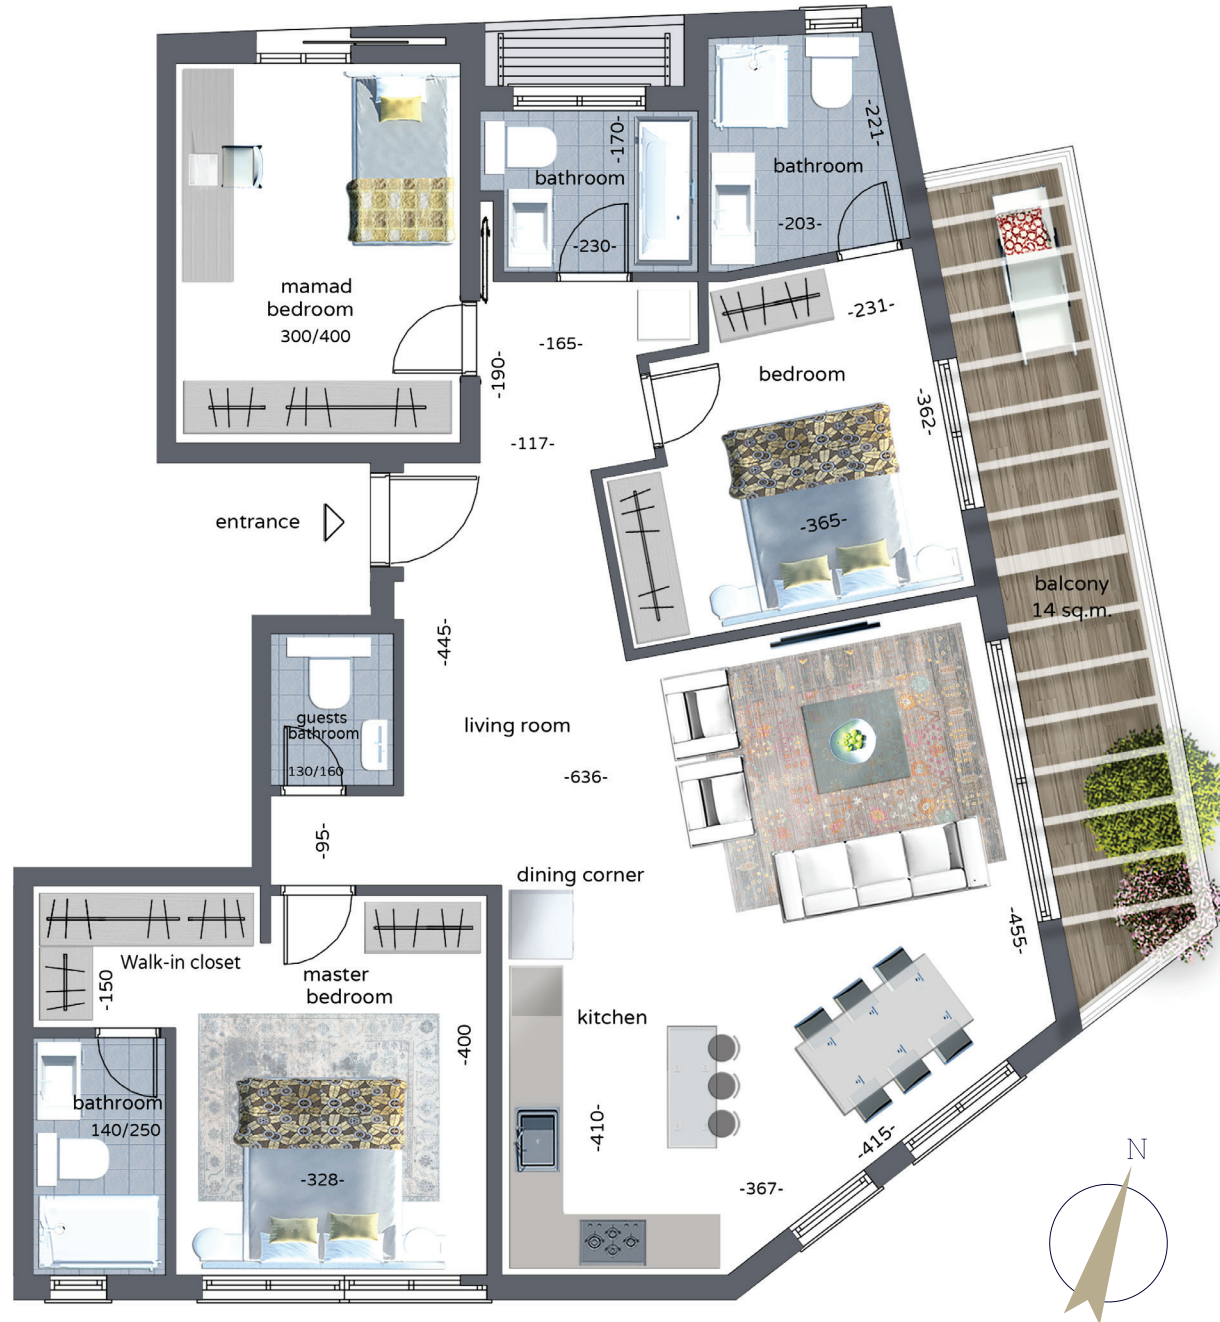 -221-
-170-
bathroom
bathroom
-203-
-230-
mamad
bedroom
300/400
-231-
-165-
-190-
bedroom
-362-
-117-
entrance
-365-
balcony
14 sq.m.
-445-
guests
bathroom
130/160
living room
-636-
-95-
dining corner
-455-
Walk-in closet
-150
master
bedroom
kitchen
-400
bathroom
140/250
-410-
-415-
-328-
-367-
N